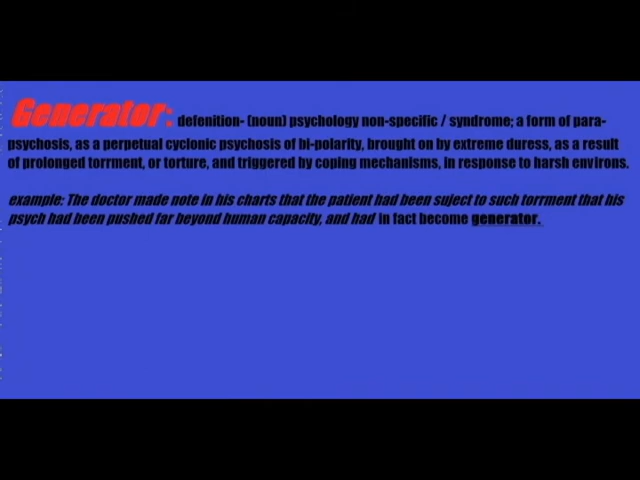 Generator: defenition- (noun) psychology non-specific / syndrome; a form of para-
psychosis, as a perpetual cyclonic psychosis of bi-polarity, brought on by extreme duress, as a result
of prolonged torrment, or torture, and triggered by coping mechanisms, in response to harsh environs.
example: The doctor made note in his charts that the patient had been suject to such torrment that his
psych had been pushed far beyond human capacity, and had in fact become generator.